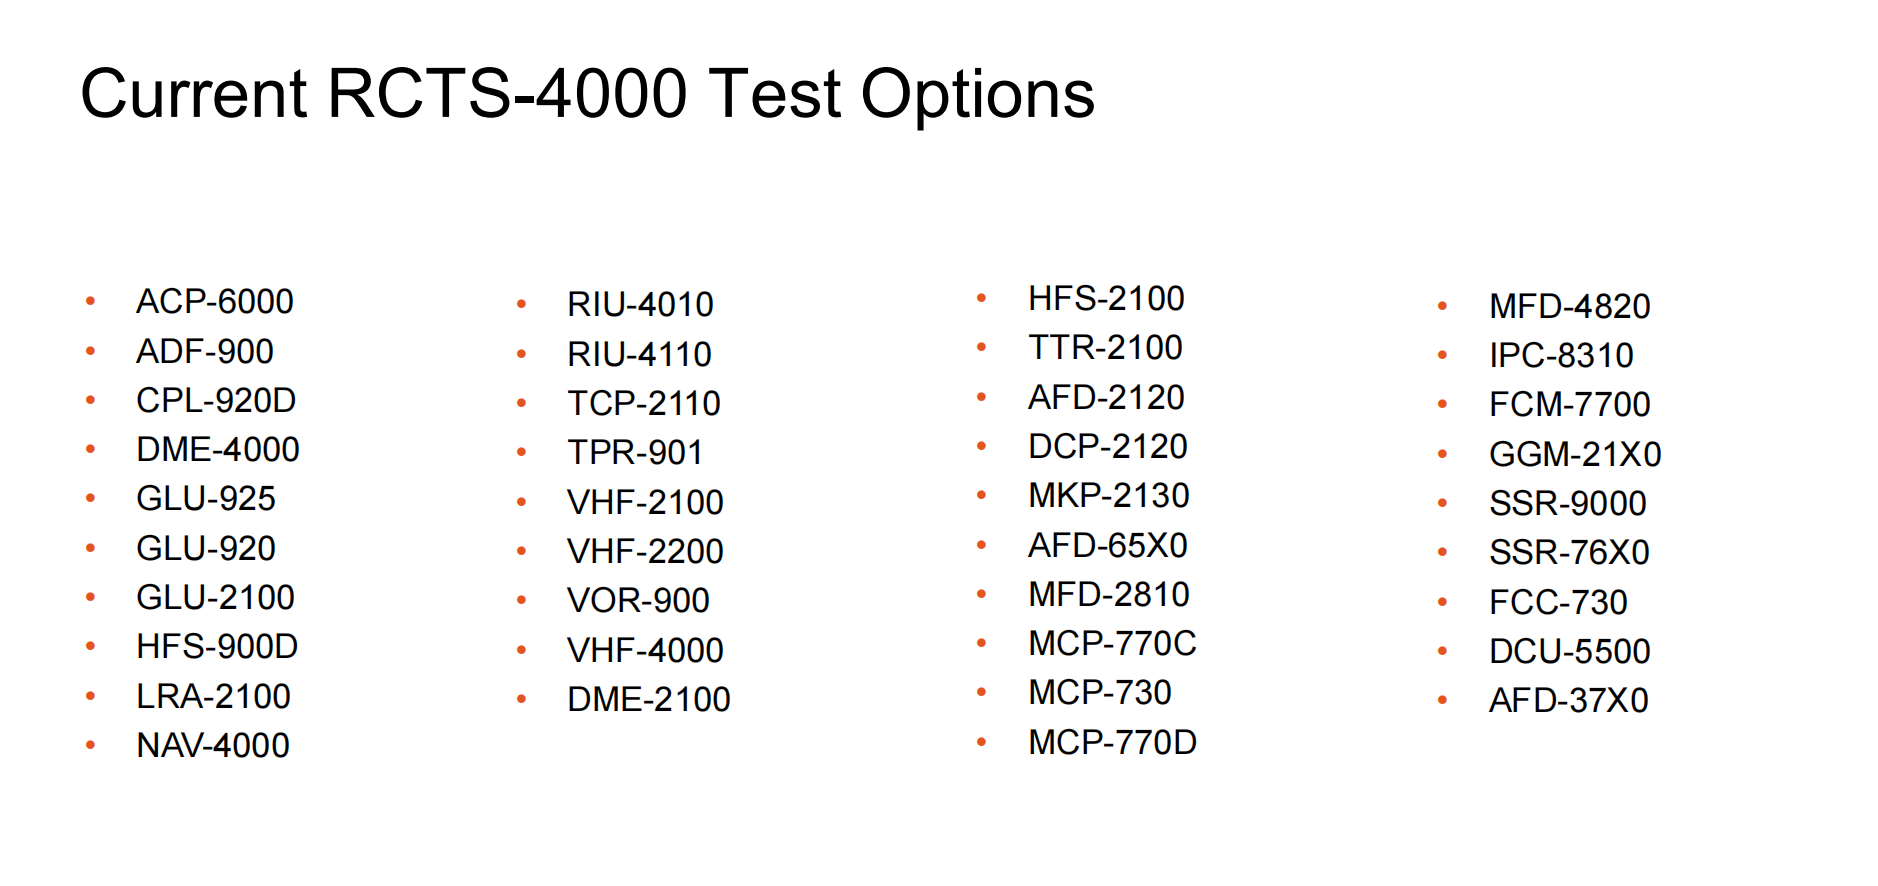 Current RCTS-4000 Test Options
• ACP-6000
• ADF-900
• CPL-920D
• DME-4000
• GLU-925
• GLU-920
• GLU-2100
• HFS-900D
• LRA-2100
• NAV-4000
• RIU-4010
• RIU-4110
• TCP-2110
• TPR-901
• VHF-2100
• VHF-2200
• VOR-900
• VHF-4000
• DME-2100
• HFS-2100
• TTR-2100
• AFD-2120
• DCP-2120
• MKP-2130
• AFD-65X0
• MFD-2810
• MCP-770C
• MCP-730
• MCP-770D
• MFD-4820
• IPC-8310
• FCM-7700
• GGM-21X0
• SSR-9000
• SSR-76X0
• FCC-730
• DCU-5500
• AFD-37X0